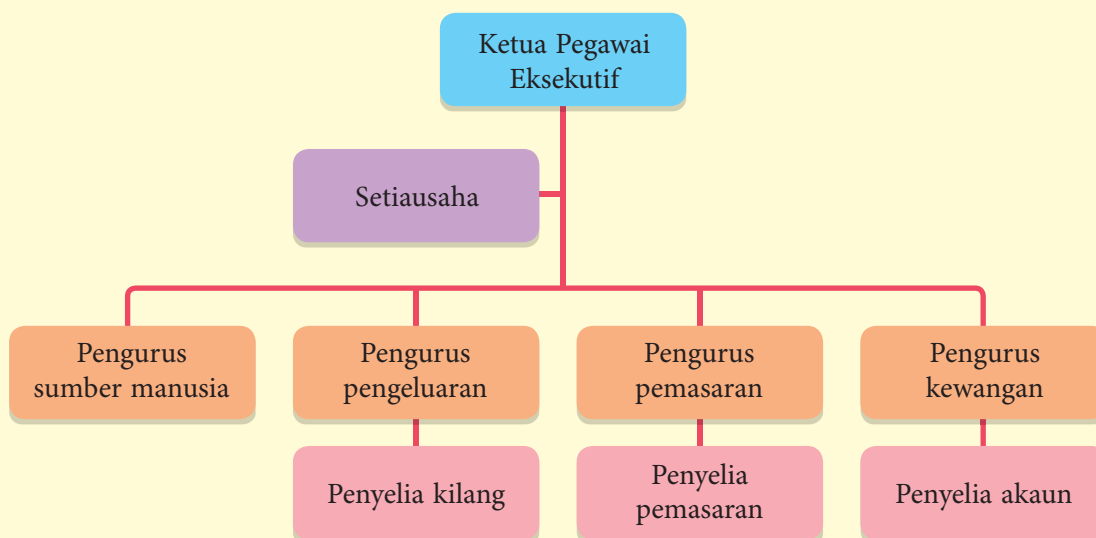 Ketua Pegawai
Eksekutif
Setiausaha
Pengurus
sumber manusia
Pengurus
pengeluaran
Pengurus
pemasaran
Pengurus
kewangan
Penyelia kilang
Penyelia
pemasaran
Penyelia akaun